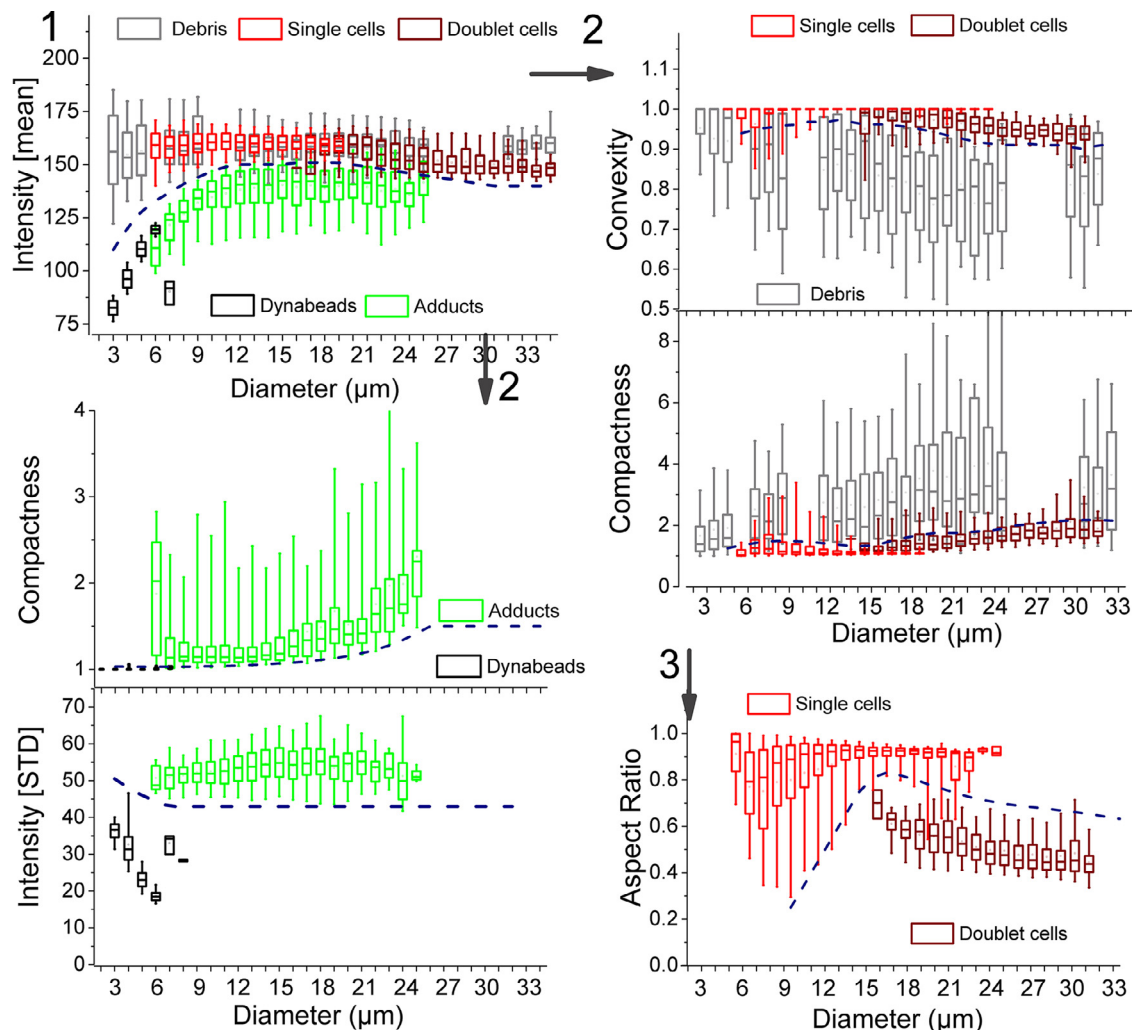 1
Debris
Single cells
Doublet cells
200
175
150
125
100
75
Intensity [mean]
Dynabeads
Adducts
3 6 9 12 15 18 21 24 27 30 33
Diameter (µm)
2
4
3
2
1
Compactness
Adducts
Dynabeads
70
60
50
40
30
20
10
0
Intensity [STD]
3 6 9 12 15 18 21 24 27 30 33
Diameter (µm)
2
Single cells
Doublet cells
1.1
1.0
0.9
0.8
0.7
0.6
0.5
Convexity
Debris
8
6
4
2
0
Compactness
3 6 9 12 15 18 21 24 27 30 33
Diameter (µm)
3
Single cells
1.0
0.8
0.6
0.4
0.2
0.0
Aspect Ratio
Doublet cells
3 6 9 12 15 18 21 24 27 30 33
Diameter (µm)